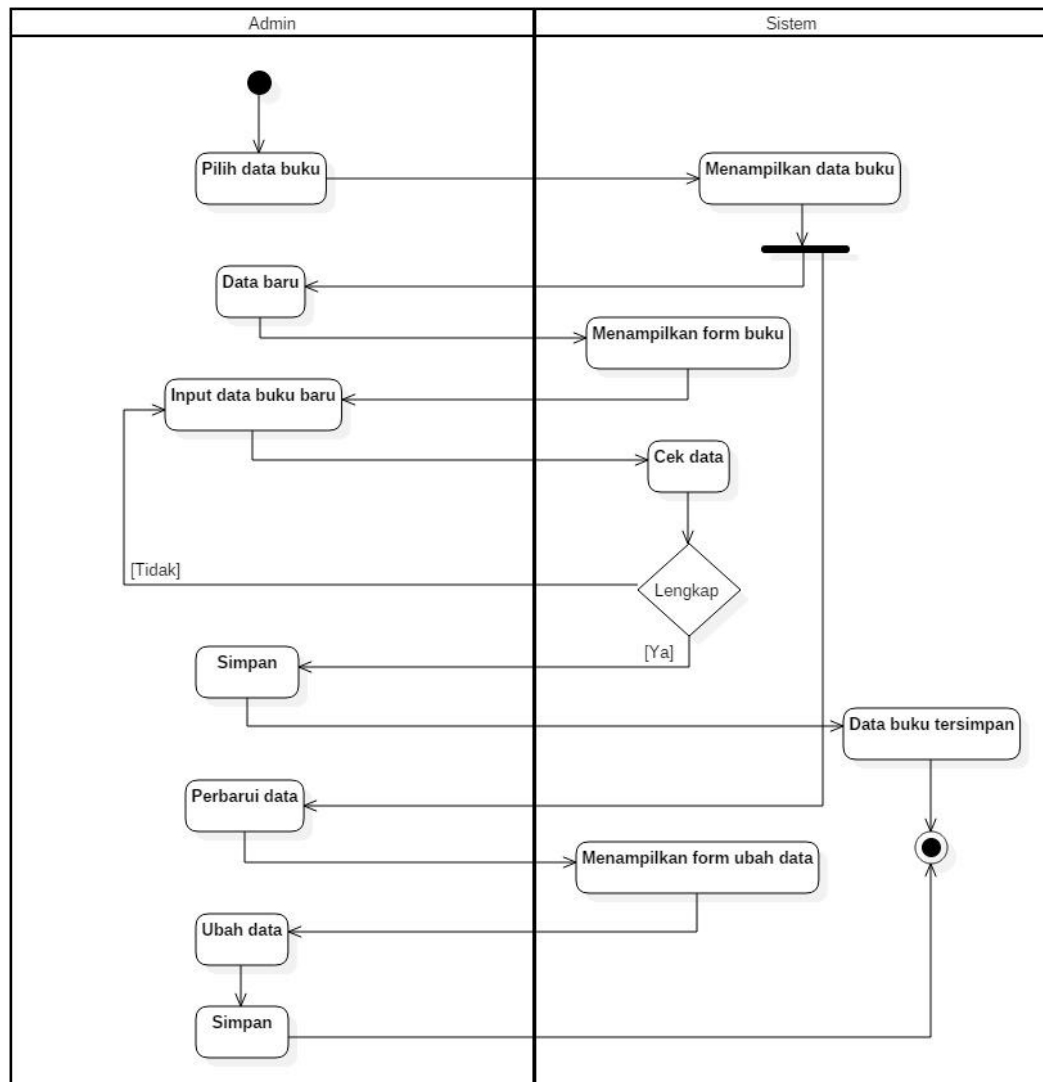 Admin
Sistem
Pilih data buku
Menampilkan data buku
Data baru
Menampilkan form buku
Input data buku baru
Cek data
[Tidak]
Lengkap
[Ya]
Simpan
Data buku tersimpan
Perbarui data
Menampilkan form ubah data
Ubah data
Simpan